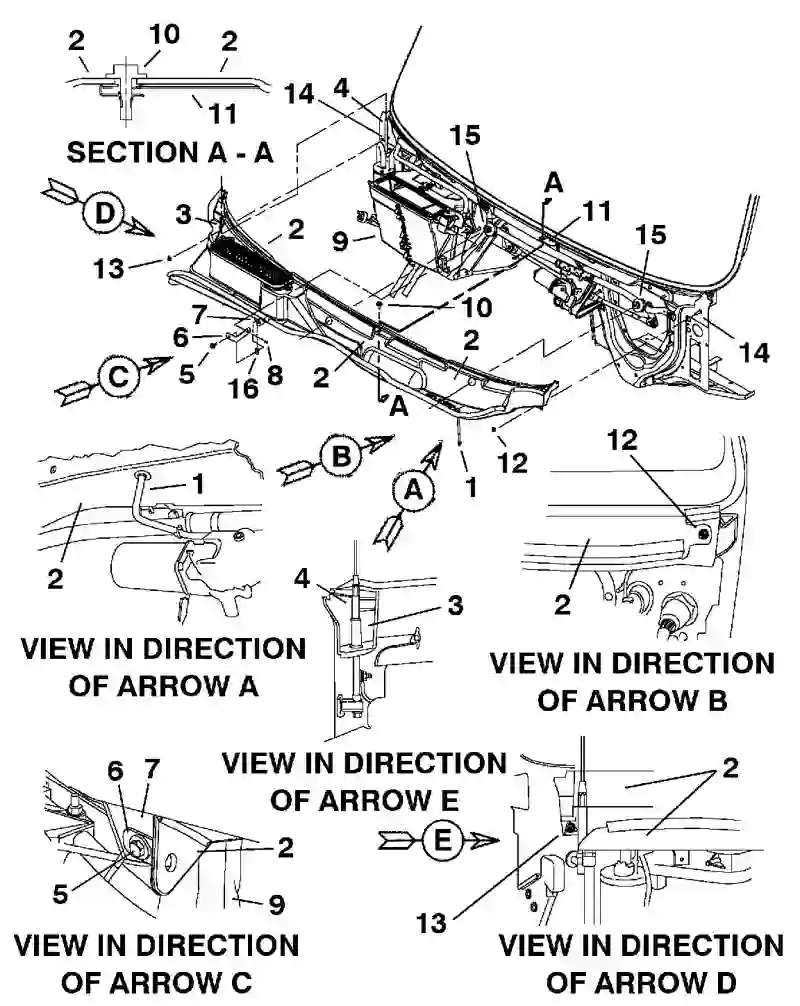 2
10
2
11
SECTION A - A
14
4
15
A
11
15
D
3
2
9
13
10
7
6
5
16
8
2
2
14
C
A
B
A
1
12
1
2
VIEW IN DIRECTION
OF ARROW A
4
3
VIEW IN DIRECTION
OF ARROW E
12
2
VIEW IN DIRECTION
OF ARROW B
6
7
2
5
9
VIEW IN DIRECTION
OF ARROW C
2
E
13
VIEW IN DIRECTION
OF ARROW D